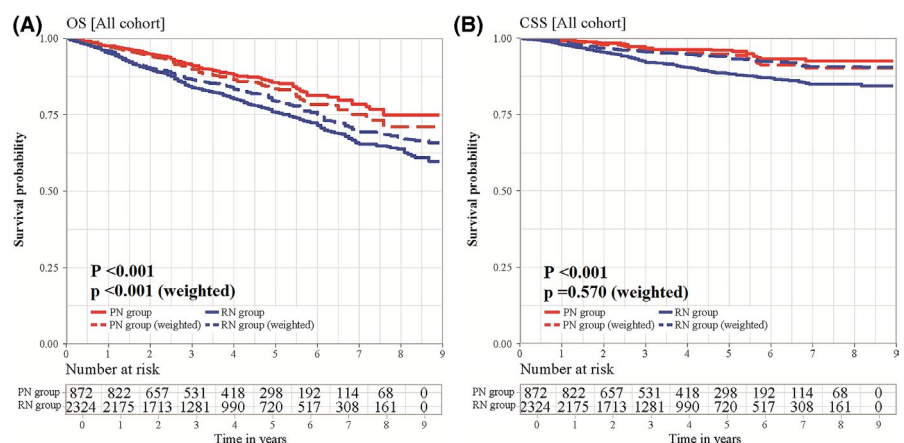 (A) OS [All cohort]
1.00
0.75
0.50
0.25
0.00
Survival probability
P <0.001
p <0.001 (weighted)
PN group RN group
PN group (weighted) RN group (weighted)
0 1 2 3 4 5 6 7 8 9
Number at risk
PN group 872 822 657 531 418 298 192 114 68 0
RN group 2324 2175 1713 1281 990 720 517 308 161 0
0 1 2 3 4 5 6 7 8 9
Time in years
(B) CSS [All cohort]
1.00
0.75
0.50
0.25
0.00
Survival probability
P <0.001
p =0.570 (weighted)
PN group RN group
PN group (weighted) RN group (weighted)
0 1 2 3 4 5 6 7 8 9
Number at risk
PN group 872 822 657 531 418 298 192 114 68 0
RN group 2324 2175 1713 1281 990 720 517 308 161 0
0 1 2 3 4 5 6 7 8 9
Time in years